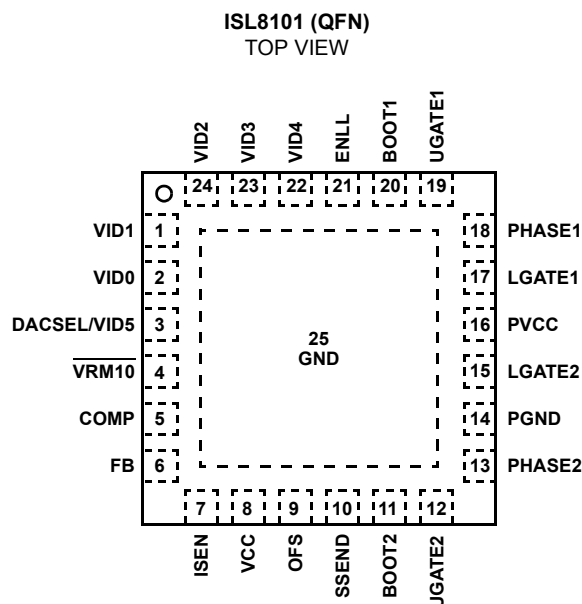 ISL8101 (QFN)
TOP VIEW
VID2
VID3
VID4
ENLL
BOOT1
UGATE1
24
23
22
21
20
19
VID1 1
18 PHASE1
VID0 2
17 LGATE1
DACSEL/VID5 3
16 PVCC
VRM10 4
15 LGATE2
COMP 5
14 PGND
FB 6
13 PHASE2
25
GND
7
8
9
10
11
12
ISEN
VCC
OFS
SSEND
BOOT2
UGATE2